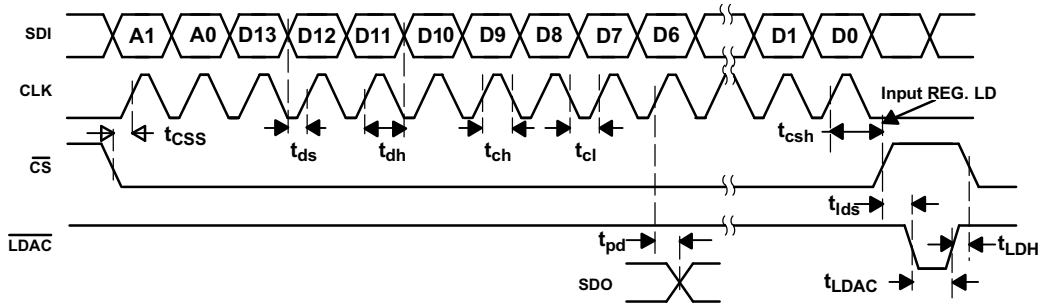 SDI A1 A0 D13 D12 D11 D10 D9 D8 D7 D6 D1 D0
CLK
Input REG. LD
tCSS tds tdh tch tcl tcsh
CS
tlds
LDAC
tpd tLDH
SDO tLDAC